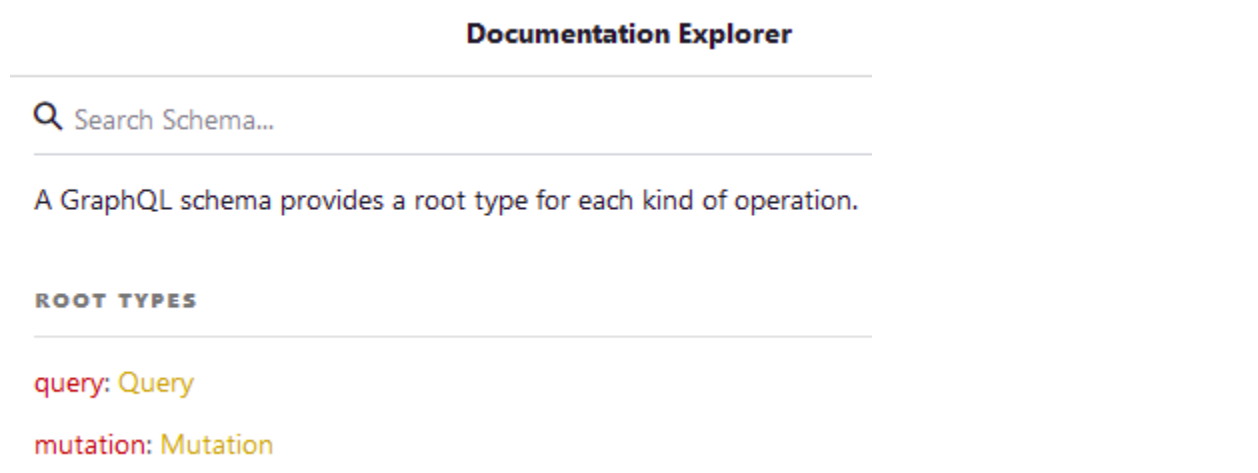 Documentation Explorer
Search Schema...
A GraphQL schema provides a root type for each kind of operation.
ROOT TYPES
query: Query
mutation: Mutation